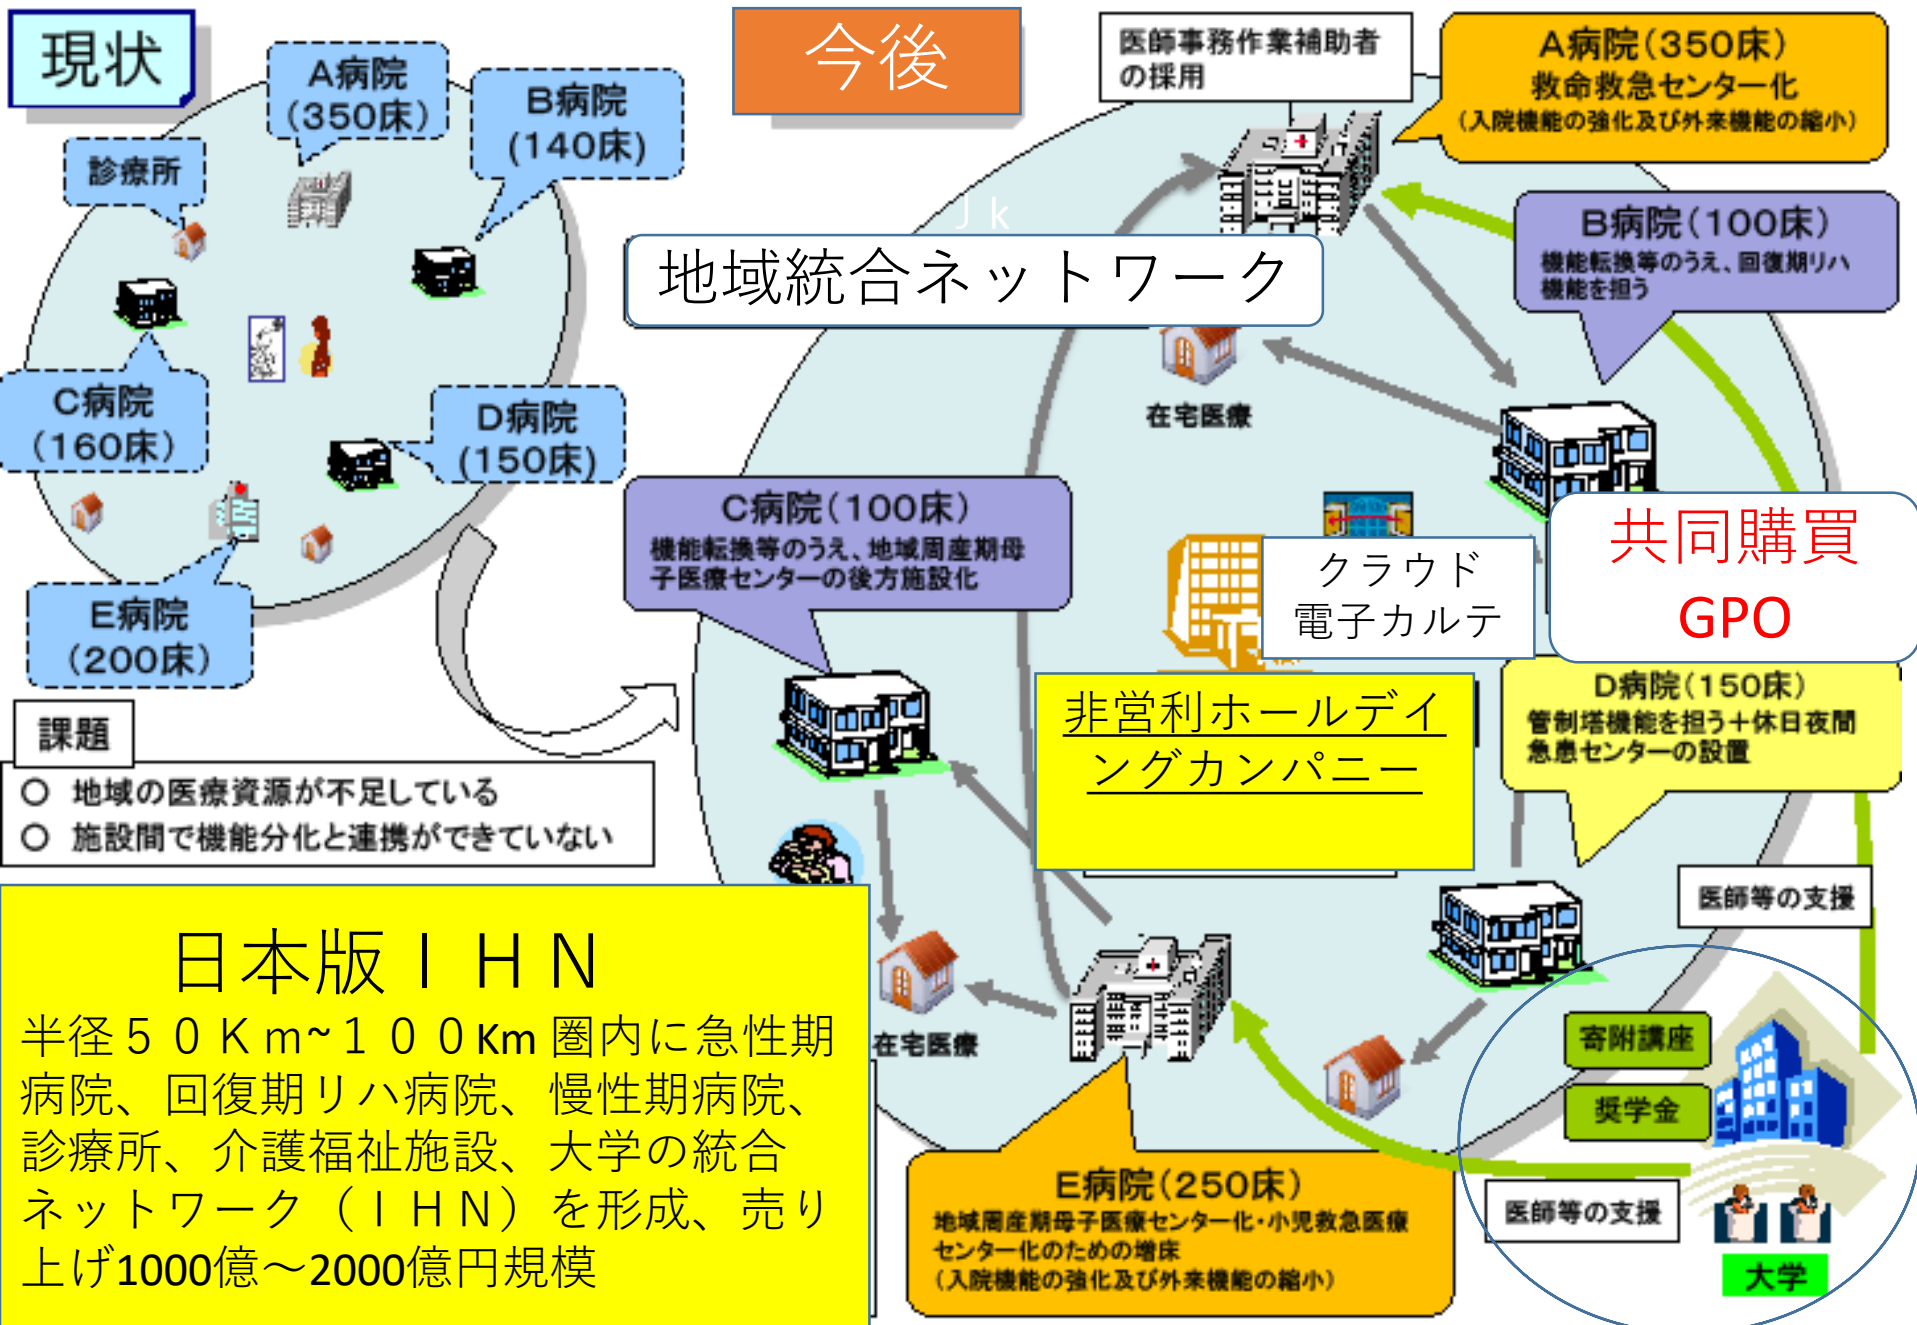 現状
A病院
(350床)
B病院
(140床)
診療所
C病院
(160床)
D病院
(150床)
E病院
(200床)
課題
○ 地域の医療資源が不足している
○ 施設間で機能分化と連携ができていない
日本版ＩＨＮ
半径５０Ｋｍ~１００Km圏内に急性期
病院、回復期リハ病院、慢性期病院、
診療所、介護福祉施設、大学の統合
ネットワーク（ＩＨＮ）を形成、売り
上げ1000億～2000億円規模
今後
医師事務作業補助者
の採用
A病院(350床)
救命救急センター化
(入院機能の強化及び外来機能の縮小)
Ｊｋ
地域統合ネットワーク
B病院(100床)
機能転換等のうえ、回復期リハ
機能を担う
在宅医療
C病院(100床)
機能転換等のうえ、地域周産期母
子医療センターの後方施設化
クラウド
電子カルテ
共同購買
GPO
非営利ホールデイ
ングカンパニー
D病院(150床)
管制塔機能を担う＋休日夜間
急患センターの設置
医師等の支援
在宅医療
E病院(250床)
地域周産期母子医療センター化・小児救急医療
センター化のための増床
(入院機能の強化及び外来機能の縮小)
寄附講座
奨学金
医師等の支援
大学